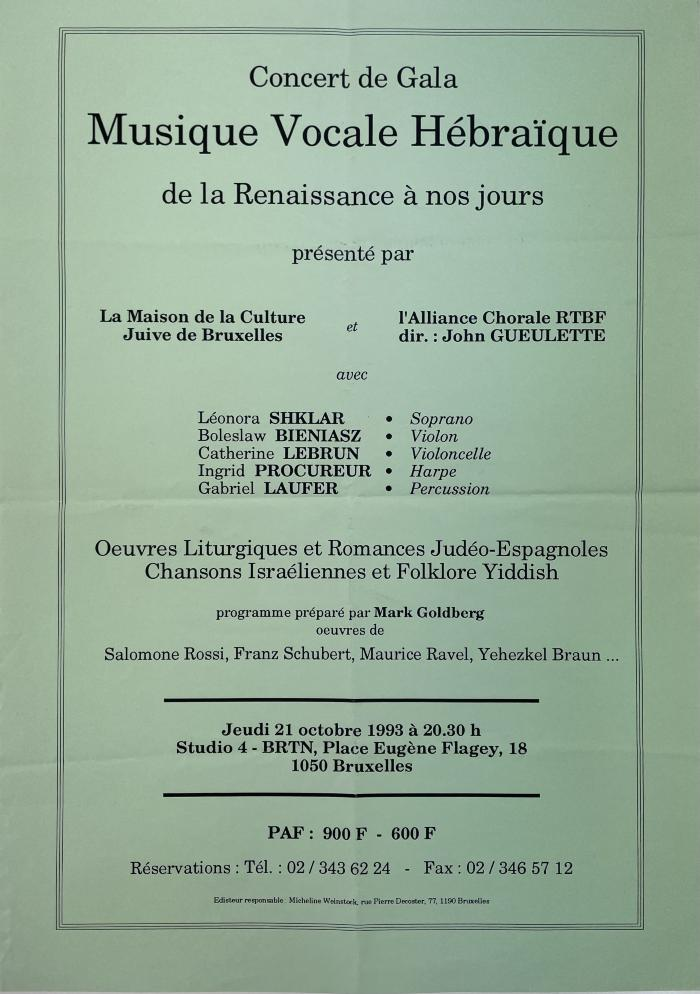 Concert de Gala
Musique Vocale Hébraïque
de la Renaissance à nos jours
présenté par
La Maison de la Culture
Juive de Bruxelles
et
l'Alliance Chorale RTBF
dir. : John GUEULETTE
avec
Léonora SHKLAR • Soprano
Boleslaw BIENIASZ • Violon
Catherine LEBRUN • Violoncelle
Ingrid PROCUREUR • Harpe
Gabriel LAUFER • Percussion
Oeuvres Liturgiques et Romances Judéo-Espagnoles
Chansons Israéliennes et Folklore Yiddish
programme préparé par Mark Goldberg
oeuvres de
Salomone Rossi, Franz Schubert, Maurice Ravel, Yehezkel Braun ...
Jeudi 21 octobre 1993 à 20.30 h
Studio 4 - BRTN, Place Eugène Flagey, 18
1050 Bruxelles
PAF : 900 F - 600 F
Réservations : Tél. : 02 / 343 62 24 - Fax : 02 / 346 57 12
Editeur responsable : Micheline Weinstock, rue Pierre Decoster, 77, 1190 Bruxelles